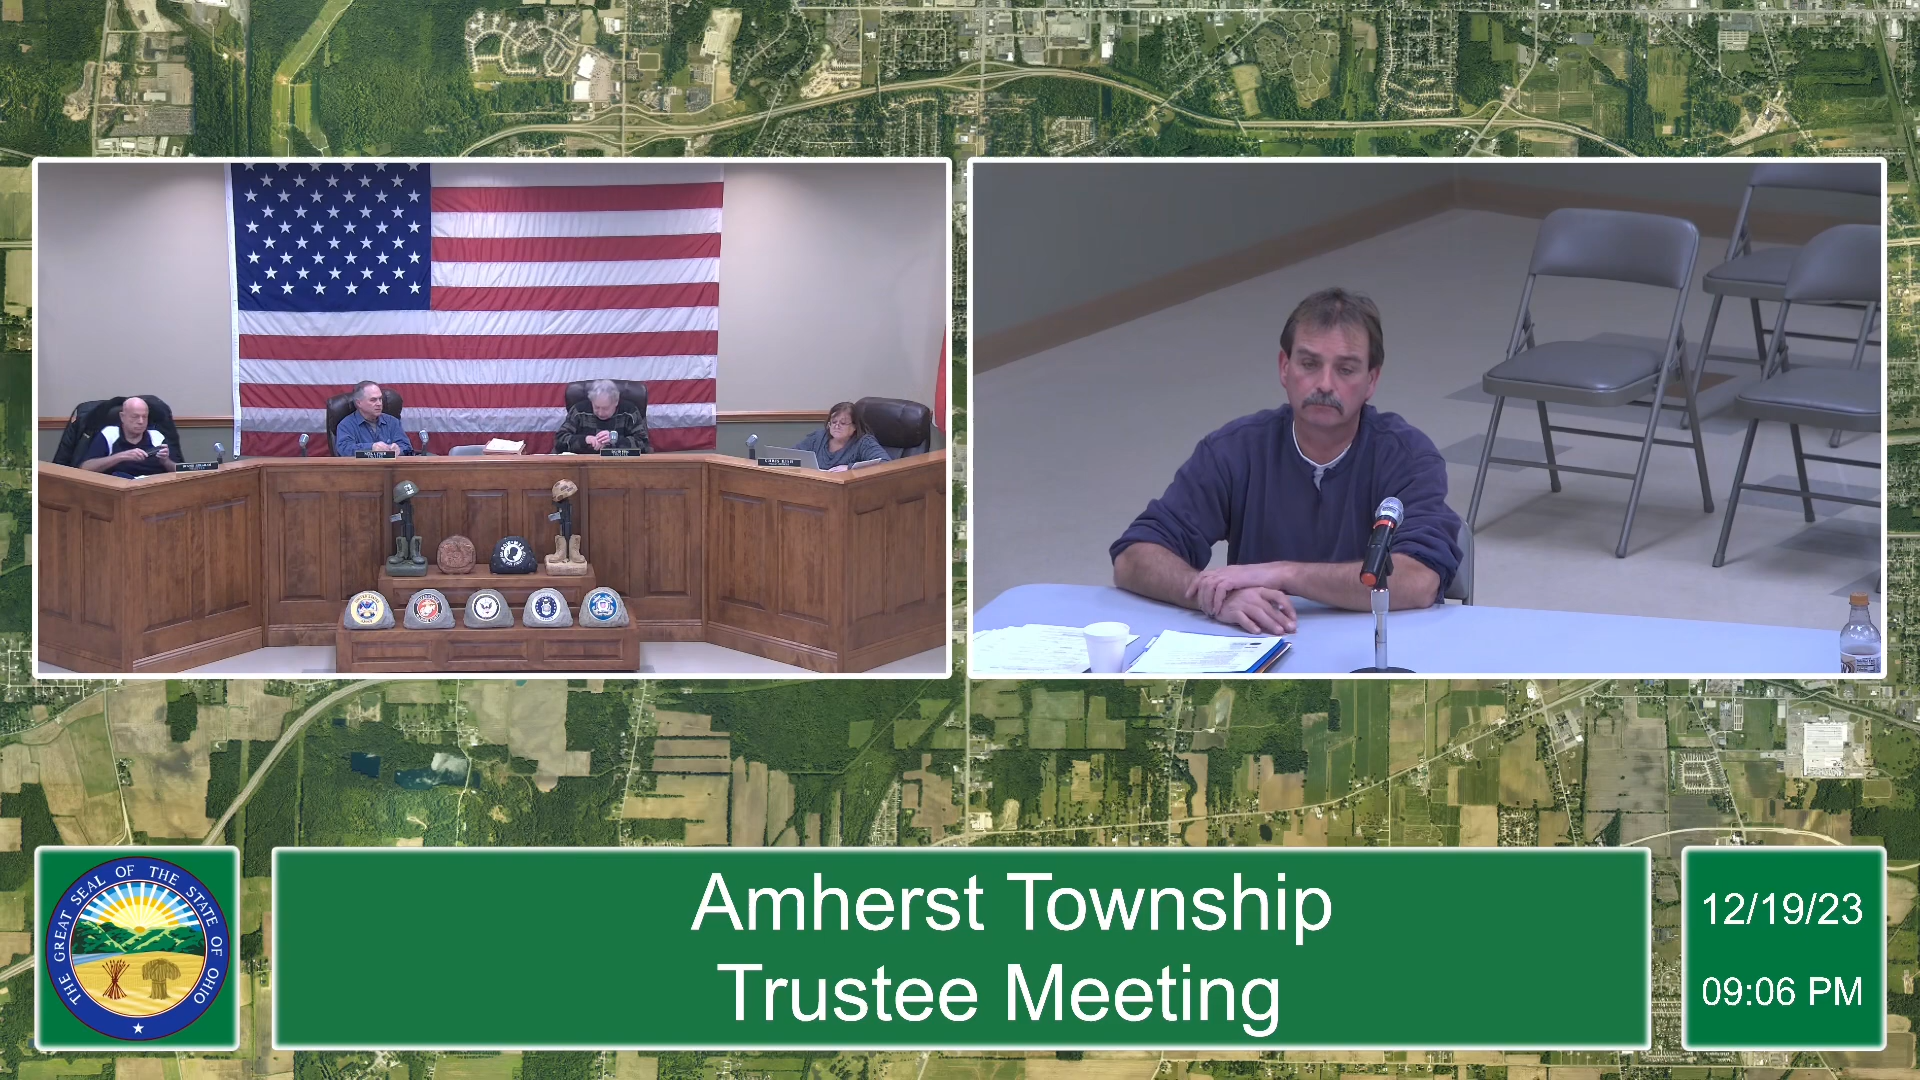 THE GREAT SEAL OF THE STATE OF OHIO
Amherst Township
Trustee Meeting
12/19/23
09:06 PM